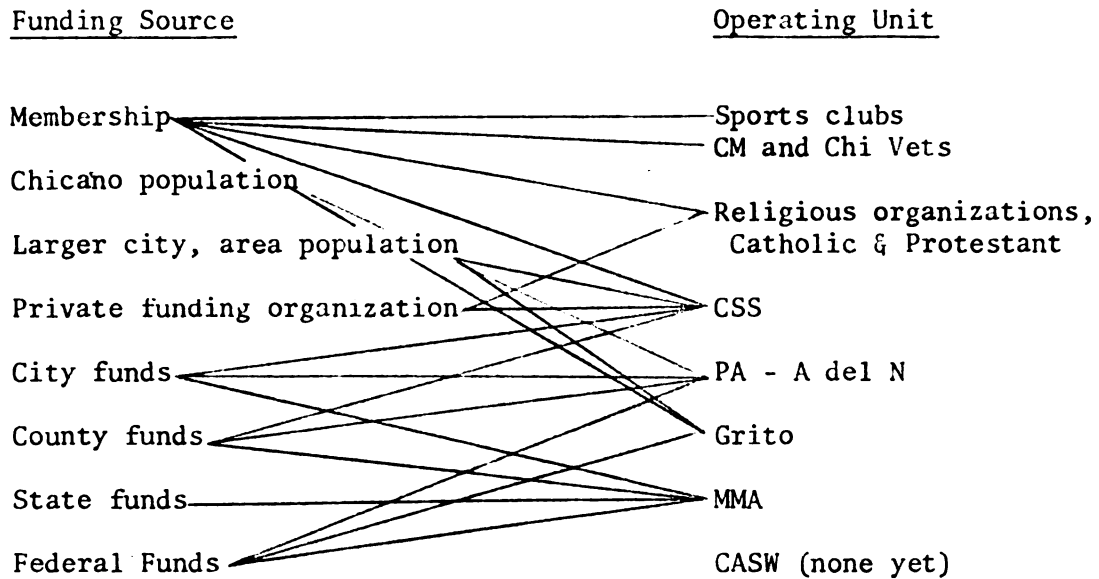 Funding Source
Operating Unit
Membership
Sports clubs
CM and Chi Vets
Chicano population
Religious organizations,
Catholic & Protestant
Larger city, area population
Private funding organization
CSS
City funds
PA - A del N
County funds
Grito
State funds
MMA
Federal Funds
CASW (none yet)